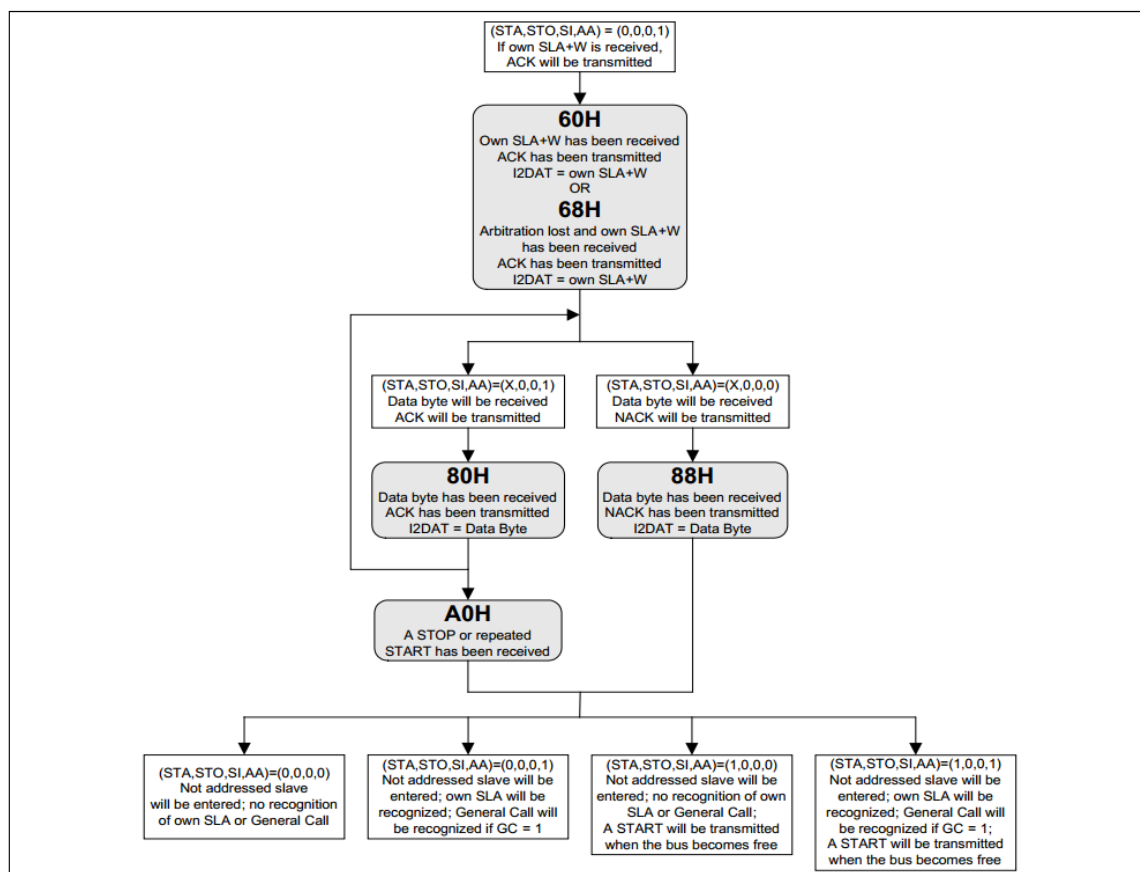 (STA,STO,SI,AA) = (0,0,0,1)
If own SLA+W is received,
ACK will be transmitted
60H
Own SLA+W has been received
ACK has been transmitted
I2DAT = own SLA+W
OR
68H
Arbitration lost and own SLA+W
has been received
ACK has been transmitted
I2DAT = own SLA+W
(STA,STO,SI,AA)=(X,0,0,1)
Data byte will be received
ACK will be transmitted
(STA,STO,SI,AA)=(X,0,0,0)
Data byte will be received
NACK will be transmitted
80H
Data byte has been received
ACK has been transmitted
I2DAT = Data Byte
88H
Data byte has been received
NACK has been transmitted
I2DAT = Data Byte
A0H
A STOP or repeated
START has been received
(STA,STO,SI,AA)=(0,0,0,0)
Not addressed slave
will be entered; no recognition
of own SLA or General Call
(STA,STO,SI,AA)=(0,0,0,1)
Not addressed slave will be
entered; own SLA will be
recognized; General Call will
be recognized if GC = 1
(STA,STO,SI,AA)=(1,0,0,0)
Not addressed slave will be
entered; no recognition of own
SLA or General Call;
A START will be transmitted
when the bus becomes free
(STA,STO,SI,AA)=(1,0,0,1)
Not addressed slave will be
entered; own SLA will be
recognized; General Call will
be recognized if GC = 1;
A START will be transmitted
when the bus becomes free